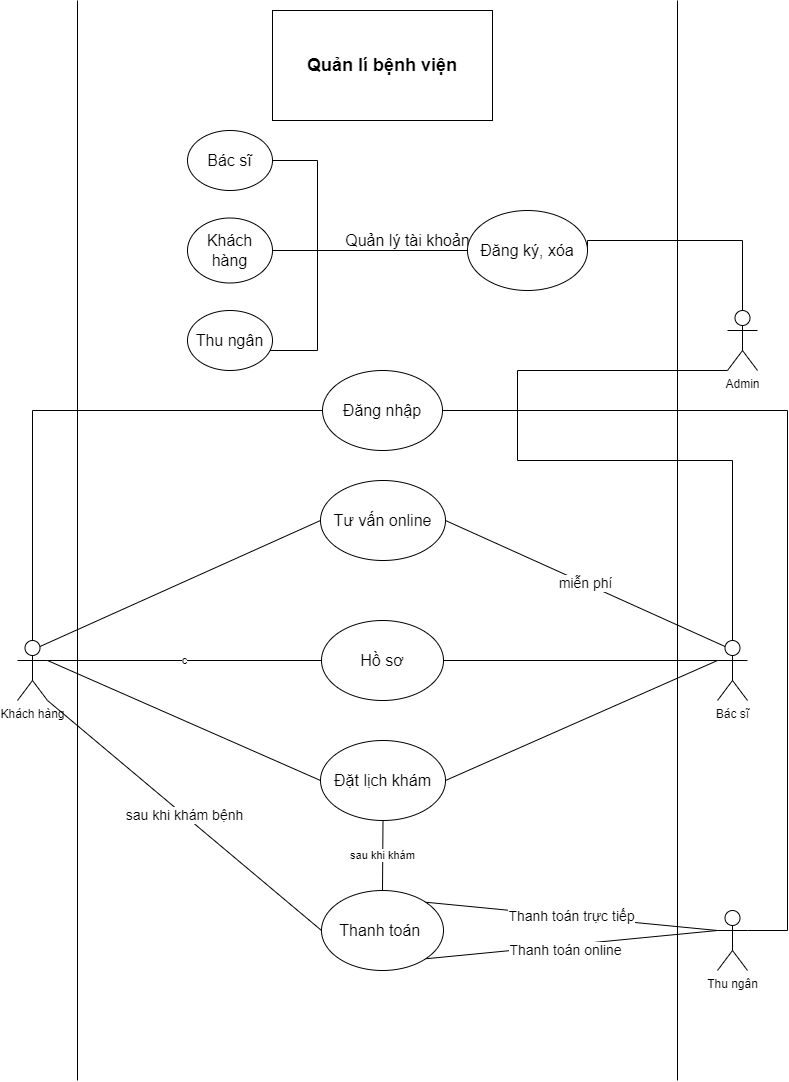 Quản lí bệnh viện
Bác sĩ
Khách
hàng
Quản lý tài khoản
Đăng ký, xóa
Thu ngân
Admin
Đăng nhập
Tư vấn online
miễn phí
c
Hồ sơ
Khách hàng
Bác sĩ
Đặt lịch khám
sau khi khám bệnh
sau khi khám
Thanh toán trực tiếp
Thanh toán
Thanh toán online
Thu ngân